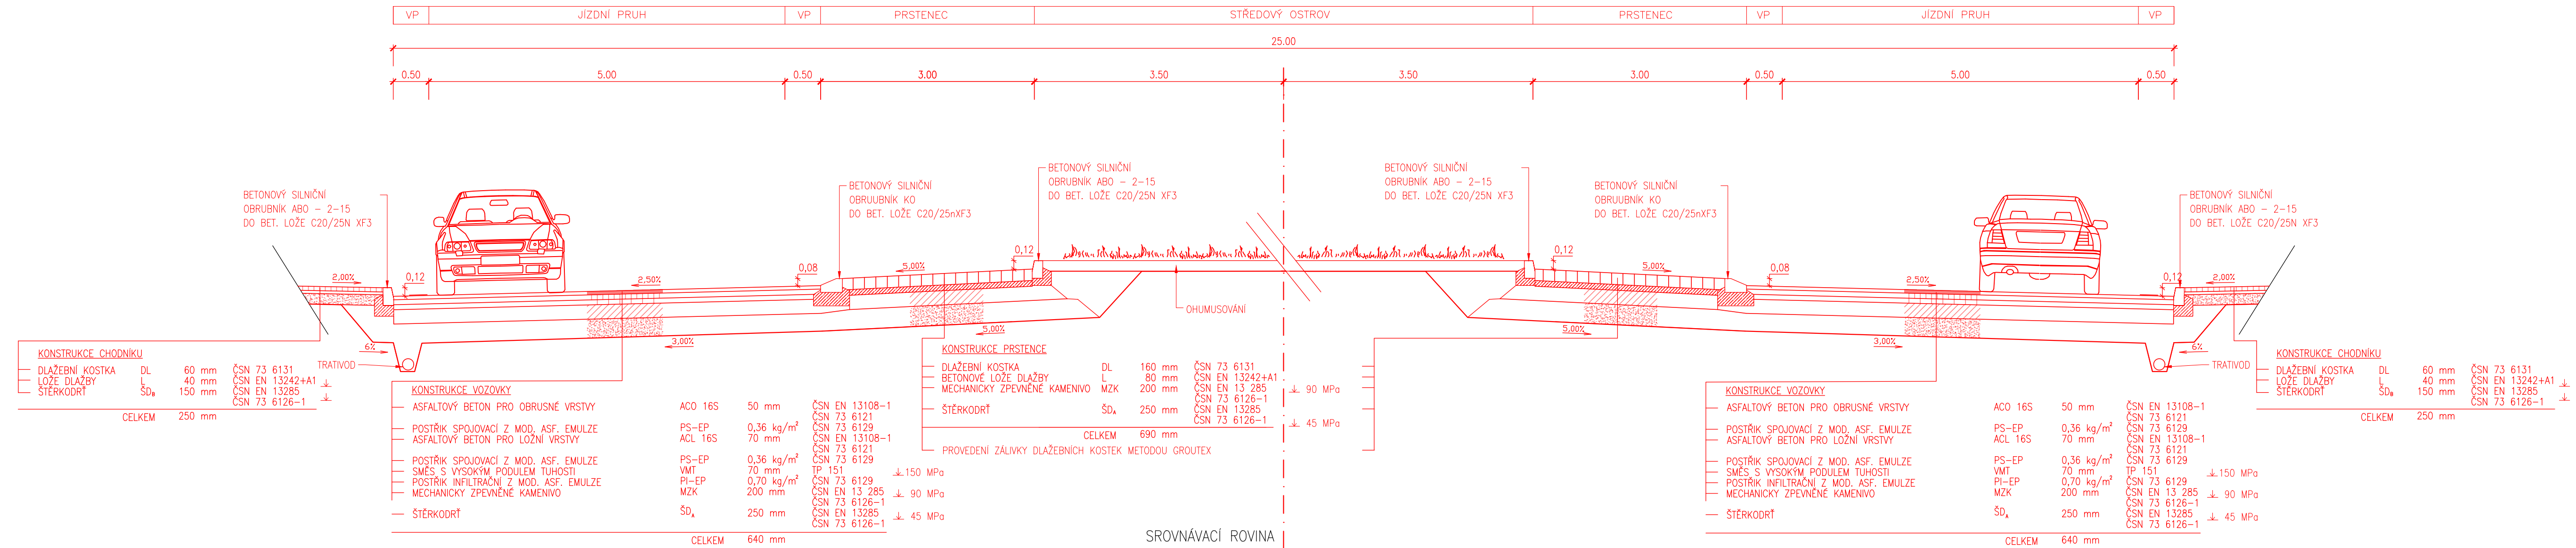 VP JÍZDNÍ PRUH VP PRSTENEC STŘEDOVÝ OSTROV PRSTENEC VP JÍZDNÍ PRUH VP
25.00
0.50 5.00 0.50 3.00 3.50 3.50 3.00 0.50 5.00 0.50
BETONOVÝ SILNIČNÍ
OBRUBNÍK ABO - 2-15
DO BET. LOŽE C20/25N XF3
BETONOVÝ SILNIČNÍ
OBRUUBNÍK KO
DO BET. LOŽE C20/25nXF3
BETONOVÝ SILNIČNÍ
OBRUBNÍK ABO - 2-15
DO BET. LOŽE C20/25N XF3
BETONOVÝ SILNIČNÍ
OBRUBNÍK ABO - 2-15
DO BET. LOŽE C20/25N XF3
BETONOVÝ SILNIČNÍ
OBRUUBNÍK KO
DO BET. LOŽE C20/25nXF3
BETONOVÝ SILNIČNÍ
OBRUBNÍK ABO - 2-15
DO BET. LOŽE C20/25N XF3
2,00% 0,12 2,50% 0,08 5,00% 0,12 0,12 5,00% 0,08 2,50% 0,12 2,00%
OHUMUSOVÁNÍ
6% 3,00% 5,00% 5,00% 3,00% 6%
TRATIVOD
TRATIVOD
KONSTRUKCE CHODNÍKU
DLAŽEBNÍ KOSTKA DL 60 mm ČSN 73 6131
LOŽE DLAŽBY L 40 mm ČSN EN 13242+A1
ŠTĚRKODRŤ ŠDB 150 mm ČSN EN 13285
ČSN 73 6126-1
CELKEM 250 mm
KONSTRUKCE VOZOVKY
ASFALTOVÝ BETON PRO OBRUSNÉ VRSTVY ACO 16S 50 mm ČSN EN 13108-1
ČSN 73 6121
POSTŘIK SPOJOVACÍ Z MOD. ASF. EMULZE PS-EP 0,36 kg/m² ČSN 73 6129
ASFALTOVÝ BETON PRO LOŽNÍ VRSTVY ACL 16S 70 mm ČSN EN 13108-1
ČSN 73 6121
POSTŘIK SPOJOVACÍ Z MOD. ASF. EMULZE PS-EP 0,36 kg/m² ČSN 73 6129
SMĚS S VYSOKÝM PODULEM TUHOSTI VMT 70 mm TP 151 150 MPa
POSTŘIK INFILTRAČNÍ Z MOD. ASF. EMULZE PI-EP 0,70 kg/m² ČSN 73 6129
MECHANICKY ZPEVNĚNÉ KAMENIVO MZK 200 mm ČSN EN 13 285 90 MPa
ČSN 73 6126-1
ŠTĚRKODRŤ ŠDA 250 mm ČSN EN 13285 45 MPa
ČSN 73 6126-1
CELKEM 640 mm
KONSTRUKCE PRSTENCE
DLAŽEBNÍ KOSTKA DL 160 mm ČSN 73 6131
BETONOVÉ LOŽE DLAŽBY L 80 mm ČSN EN 13242+A1
MECHANICKY ZPEVNĚNÉ KAMENIVO MZK 200 mm ČSN EN 13 285 90 MPa
ČSN 73 6126-1
ŠTĚRKODRŤ ŠDA 250 mm ČSN EN 13285
ČSN 73 6126-1 45 MPa
CELKEM 690 mm
PROVEDENÍ ZÁLIVKY DLAŽEBNÍCH KOSTEK METODOU GROUTEX
SROVNÁVACÍ ROVINA
KONSTRUKCE VOZOVKY
ASFALTOVÝ BETON PRO OBRUSNÉ VRSTVY ACO 16S 50 mm ČSN EN 13108-1
ČSN 73 6121
POSTŘIK SPOJOVACÍ Z MOD. ASF. EMULZE PS-EP 0,36 kg/m² ČSN 73 6129
ASFALTOVÝ BETON PRO LOŽNÍ VRSTVY ACL 16S 70 mm ČSN EN 13108-1
ČSN 73 6121
POSTŘIK SPOJOVACÍ Z MOD. ASF. EMULZE PS-EP 0,36 kg/m² ČSN 73 6129
SMĚS S VYSOKÝM PODULEM TUHOSTI VMT 70 mm TP 151 150 MPa
POSTŘIK INFILTRAČNÍ Z MOD. ASF. EMULZE PI-EP 0,70 kg/m² ČSN 73 6129
MECHANICKY ZPEVNĚNÉ KAMENIVO MZK 200 mm ČSN EN 13 285 90 MPa
ČSN 73 6126-1
ŠTĚRKODRŤ ŠDA 250 mm ČSN EN 13285 45 MPa
ČSN 73 6126-1
CELKEM 640 mm
KONSTRUKCE CHODNÍKU
DLAŽEBNÍ KOSTKA DL 60 mm ČSN 73 6131
LOŽE DLAŽBY L 40 mm ČSN EN 13242+A1
ŠTĚRKODRŤ ŠDB 150 mm ČSN EN 13285
ČSN 73 6126-1
CELKEM 250 mm